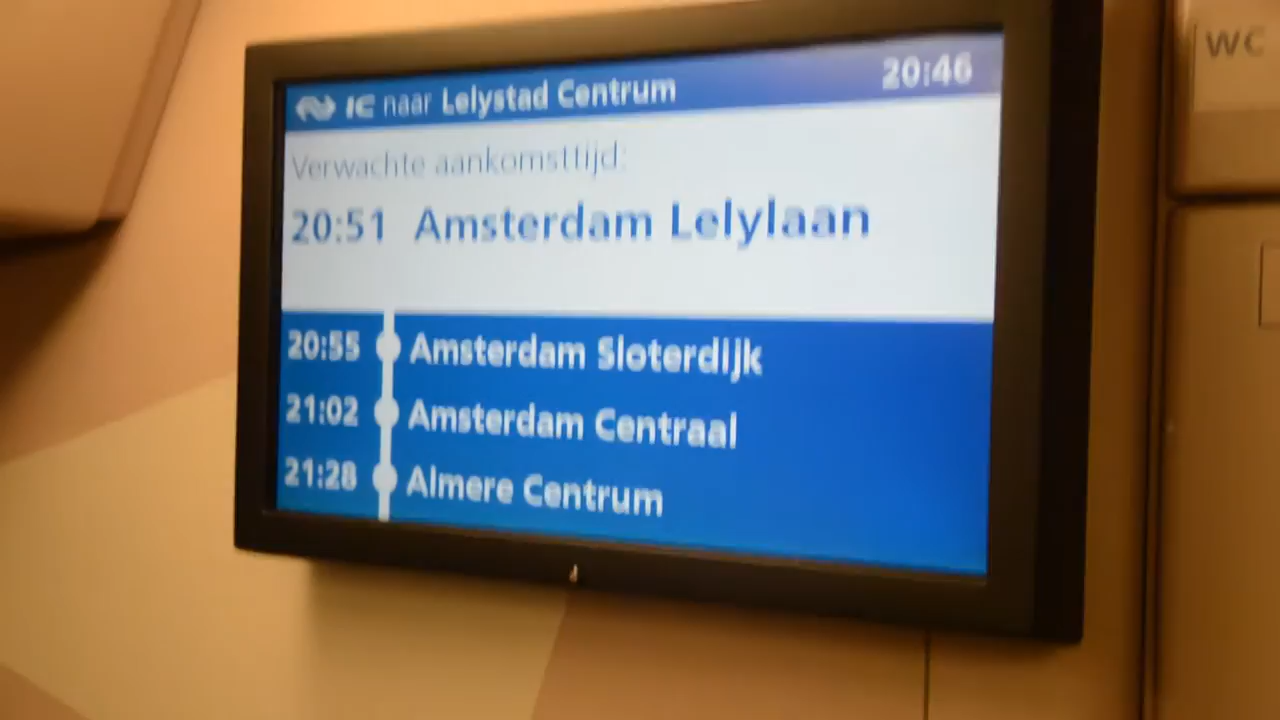 IC naar Lelystad Centrum 20:46
Verwachte aankomsttijd:
20:51 Amsterdam Lelylaan
20:55 Amsterdam Sloterdijk
21:02 Amsterdam Centraal
21:28 Almere Centrum
WC